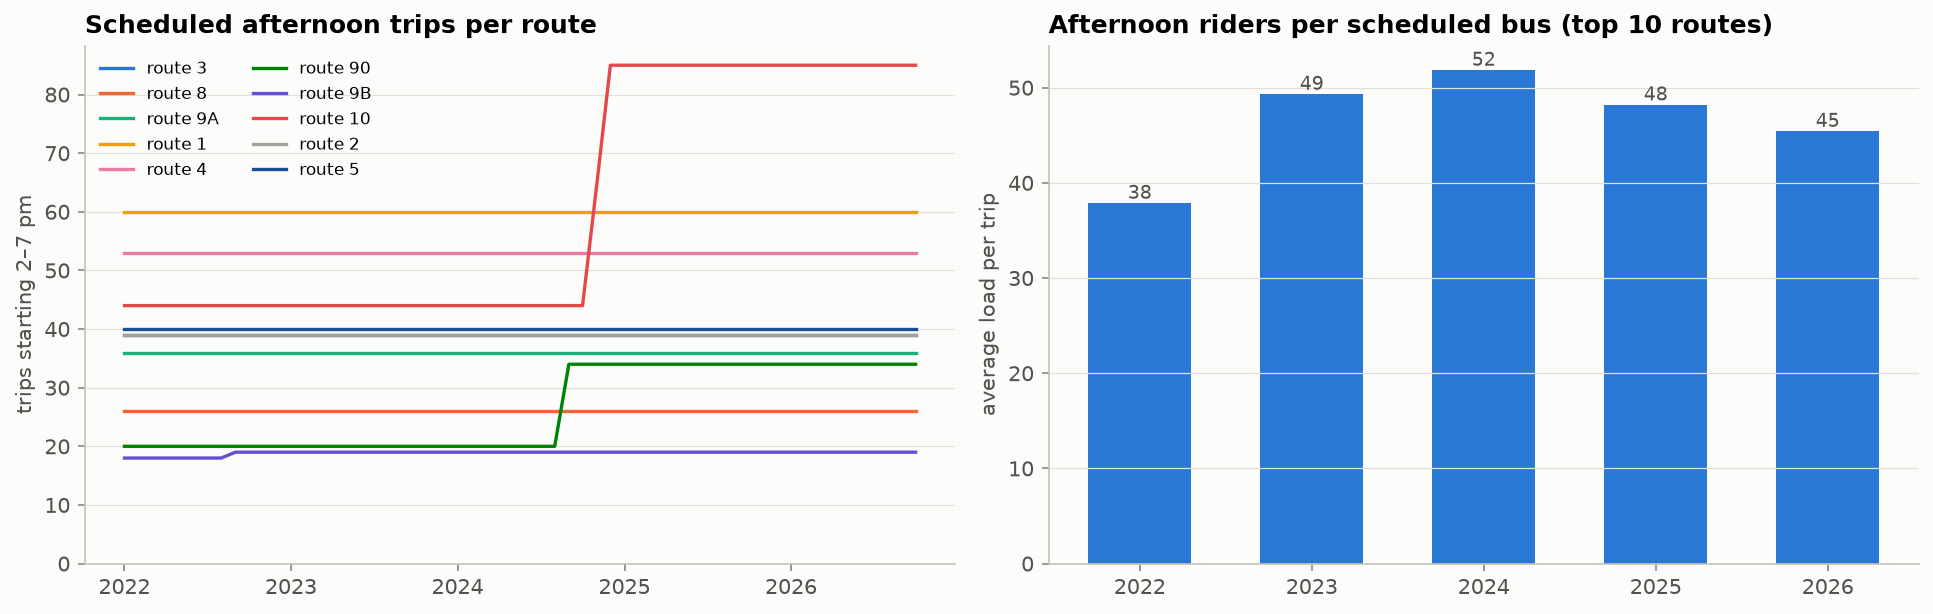 Scheduled afternoon trips per route
trips starting 2–7 pm
80
70
60
50
40
30
20
10
0
route 3
route 8
route 9A
route 1
route 4
route 90
route 9B
route 10
route 2
route 5
2022 2023 2024 2025 2026
Afternoon riders per scheduled bus (top 10 routes)
average load per trip
50
40
30
20
10
0
38
49
52
48
45
2022 2023 2024 2025 2026